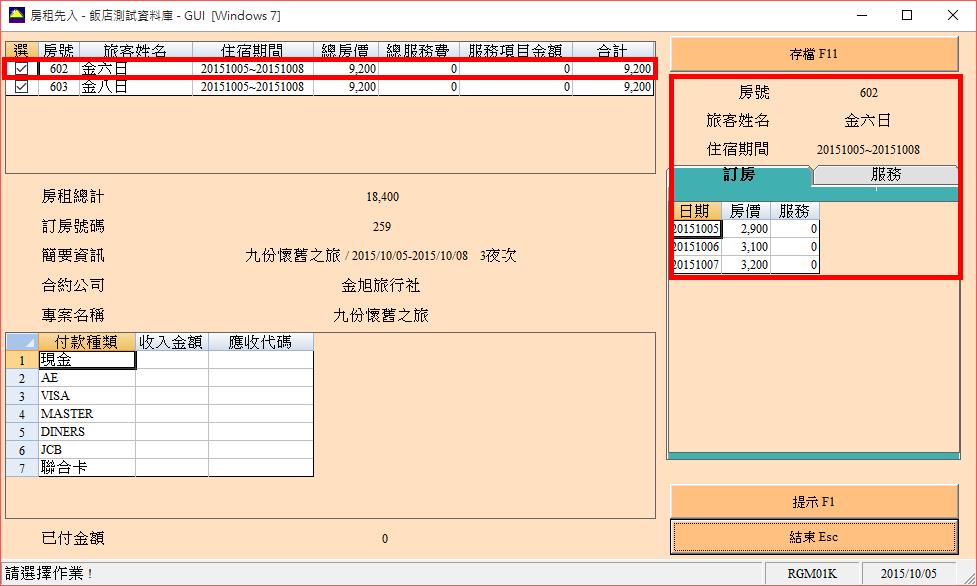 房租先入 - 飯店測試資料庫 - GUI [Windows 7]
選 房號 旅客姓名 住宿期間 總房價 總服務費 服務項目金額 合計
602 金六日 20151005~20151008 9,200 0 0 9,200
603 金八日 20151005~20151008 9,200 0 0 9,200
房租總計 18,400
訂房號碼 259
簡要資訊 九份懷舊之旅 / 2015/10/05-2015/10/08 3夜次
合約公司 金旭旅行社
專案名稱 九份懷舊之旅
付款種類 收入金額 應收代碼
1 現金
2 AE
3 VISA
4 MASTER
5 DINERS
6 JCB
7 聯合卡
已付金額 0
存檔 F11
房號 602
旅客姓名 金六日
住宿期間 20151005~20151008
訂房 服務
日期 房價 服務
20151005 2,900 0
20151006 3,100 0
20151007 3,200 0
提示 F1
結束 Esc
請選擇作業！ RGM01K 2015/10/05